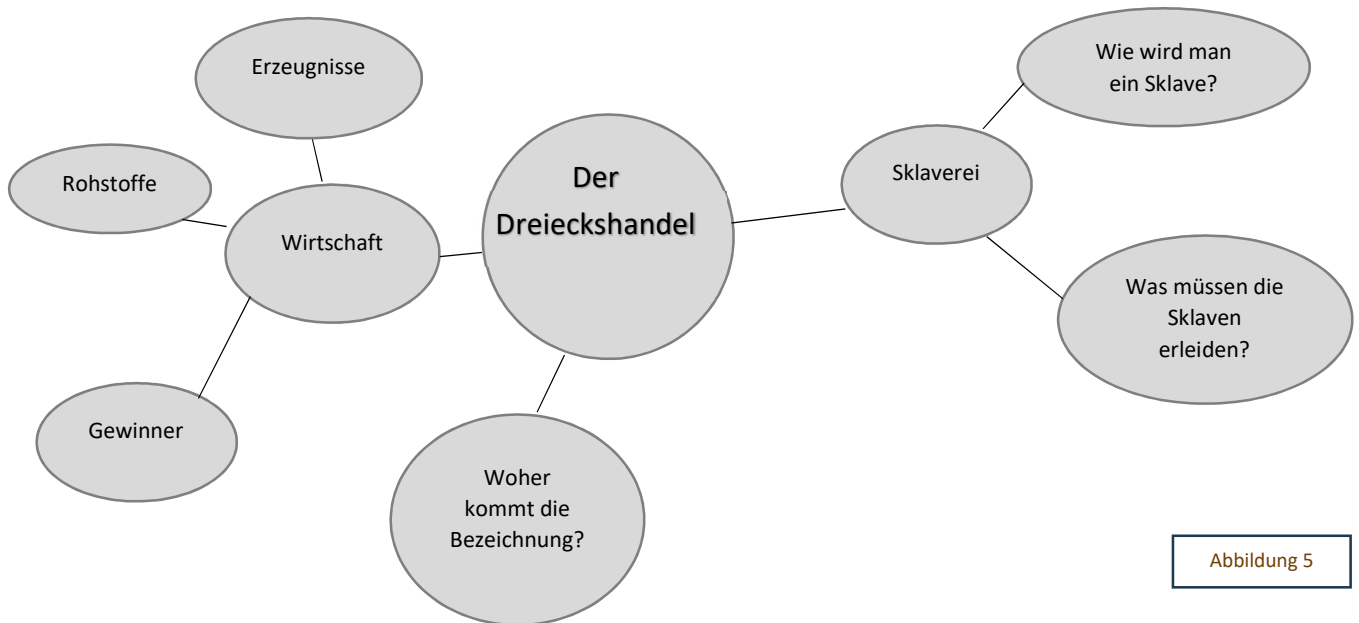 Erzeugnisse
Wie wird man
ein Sklave?
Rohstoffe
Der
Dreieckshandel
Sklaverei
Wirtschaft
Was müssen die
Sklaven
erleiden?
Gewinner
Woher
kommt die
Bezeichnung?
Abbildung 5